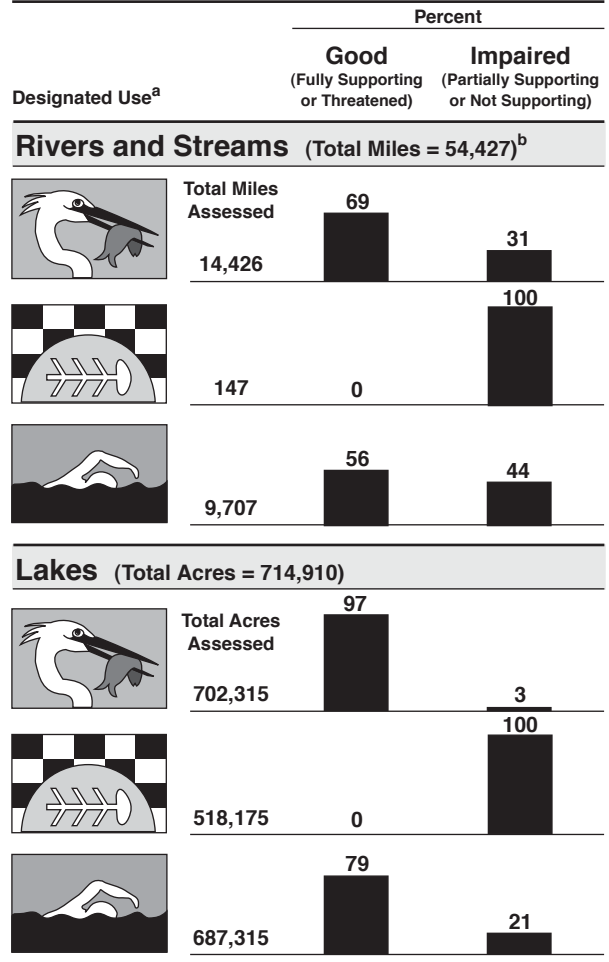 Percent
Good
(Fully Supporting
or Threatened)
Impaired
(Partially Supporting
or Not Supporting)
Designated Use^a
Rivers and Streams (Total Miles = 54,427)^b
Total Miles
Assessed
69
31
14,426
100
147
0
56
44
9,707
Lakes (Total Acres = 714,910)
Total Acres
Assessed
97
702,315
3
100
518,175
0
79
21
687,315